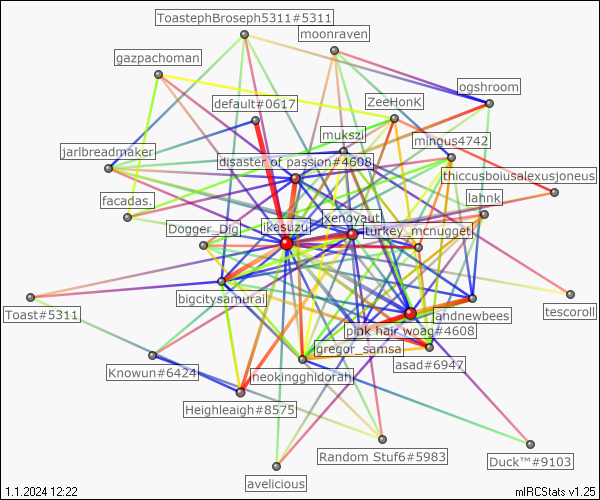 ToastephBroseph5311#5311
moonraven
gazpachoman
ogshroom
default#0617
ZeeHonK
mukszi
mingus4742
jarlbreadmaker
disaster of passion#4608
thiccusboiusalexusjoneus
lahnk
facadas.
xenoyaut
Dogger_Dig
ikasuzu
turkey_mcnugget
bigcitysamurai
Toast#5311
tescoroll
andnewbees
pink hair woag#4608
gregor_samsa
asad#6947
Knowun#6424
neokingghidorah
Heighleaigh#8575
Random Stuf6#5983
Duck™#9103
avelicious
1.1.2024 12:22
mIRCStats v1.25